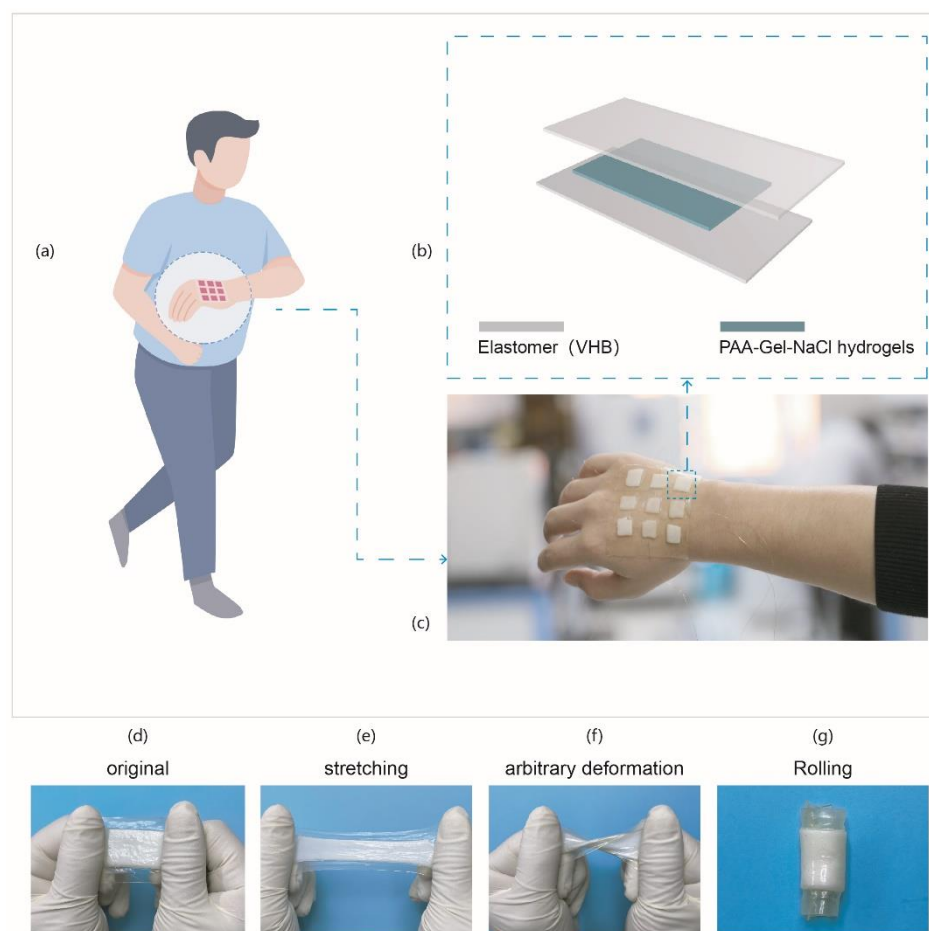 (a)
(b)
Elastomer（VHB）
PAA-Gel-NaCl hydrogels
(c)
(d)
(e)
(f)
(g)
original
stretching
arbitrary deformation
Rolling